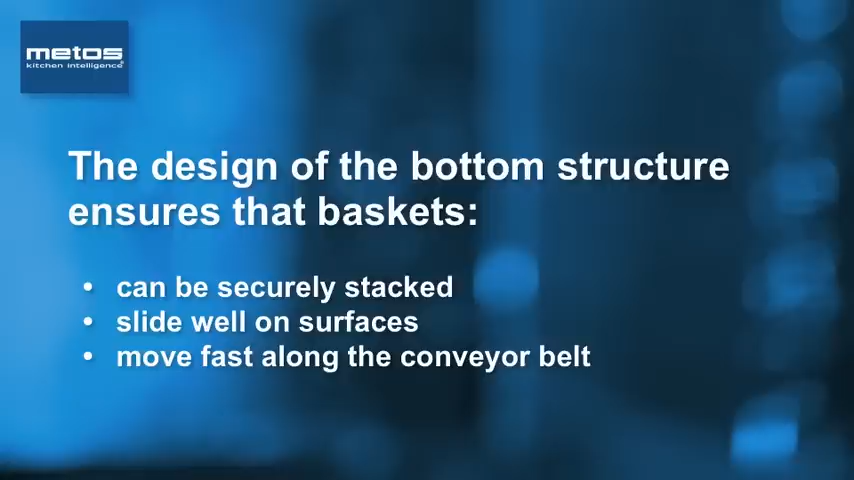 metos
kitchen intelligence®
The design of the bottom structure
ensures that baskets:
• can be securely stacked
• slide well on surfaces
• move fast along the conveyor belt